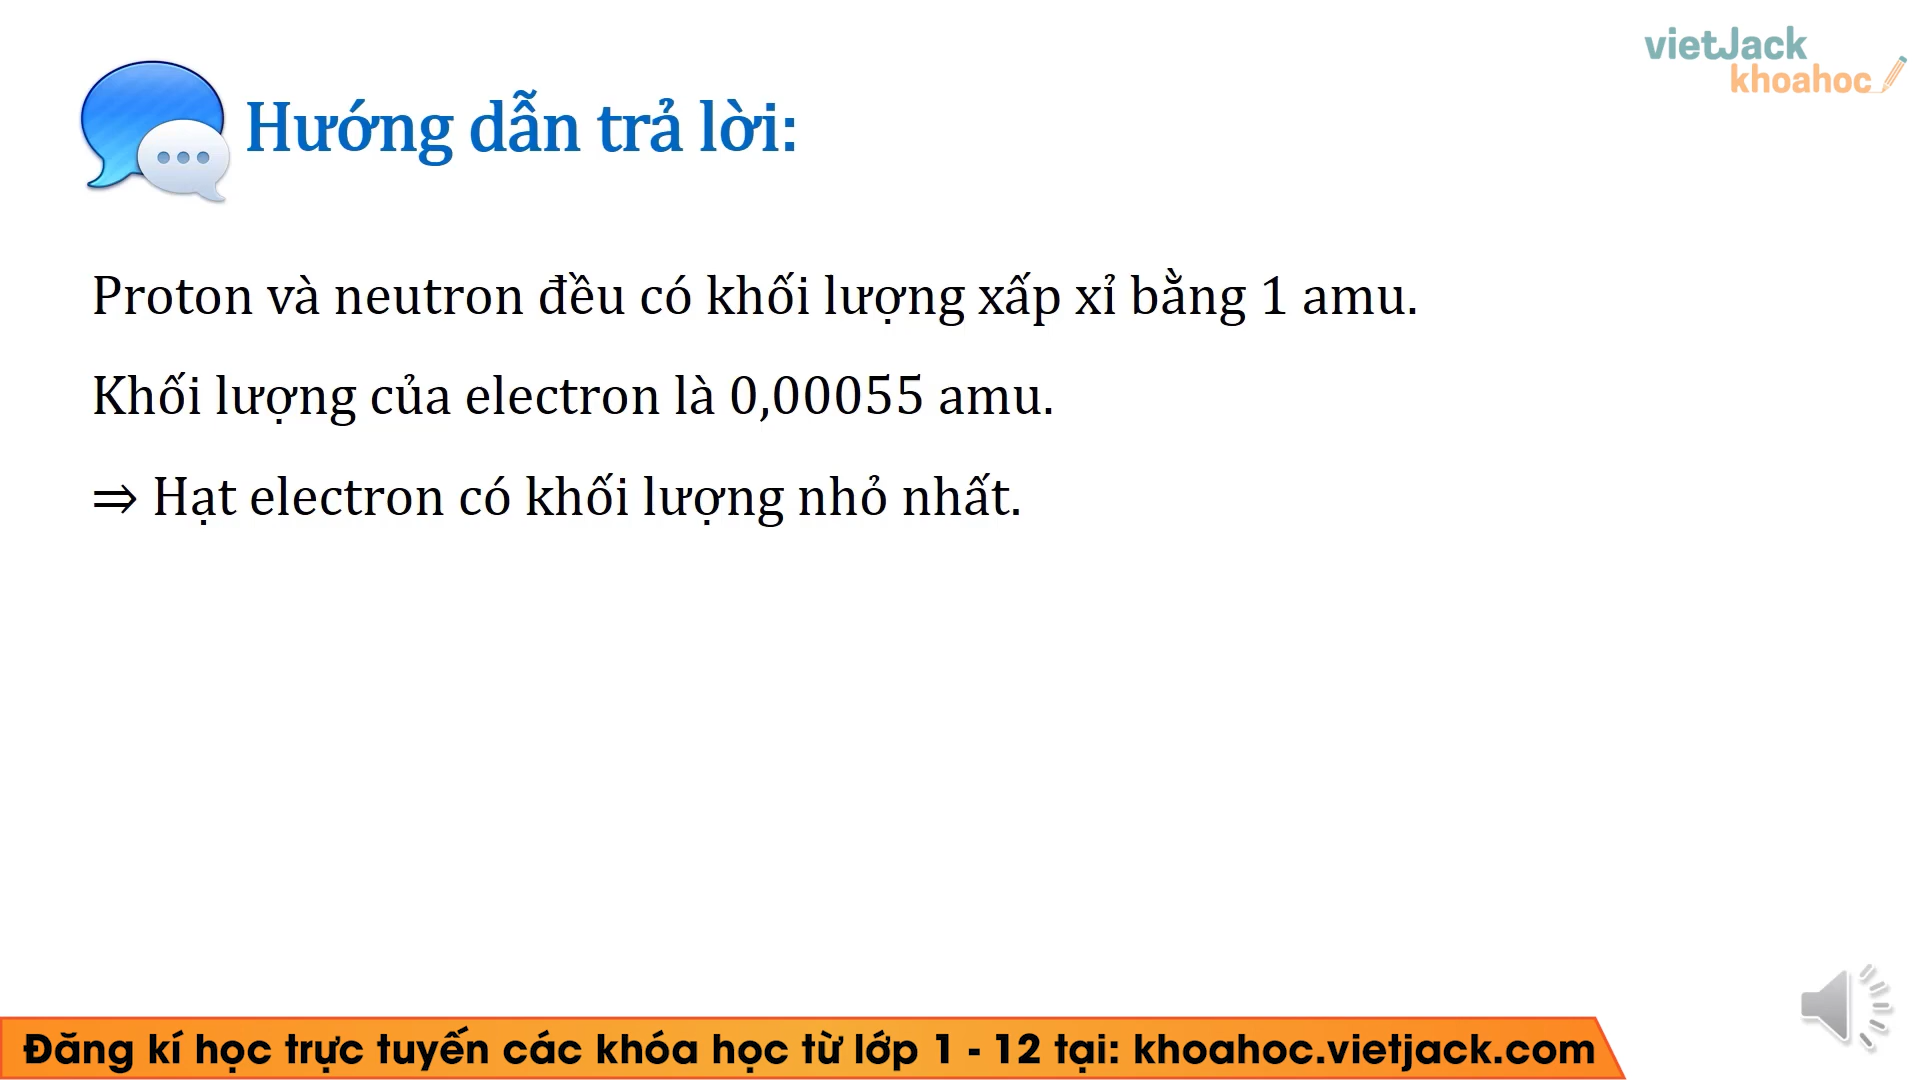 vietJack
khoahoc
Hướng dẫn trả lời:
Proton và neutron đều có khối lượng xấp xỉ bằng 1 amu.
Khối lượng của electron là 0,00055 amu.
⇒ Hạt electron có khối lượng nhỏ nhất.
Đăng kí học trực tuyến các khóa học từ lớp 1 - 12 tại: khoahoc.vietjack.com